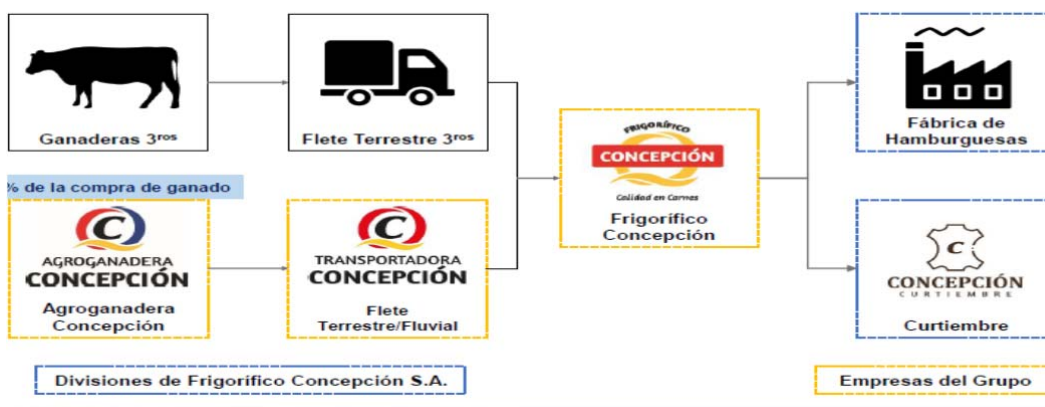 Ganaderas 3ros
Flete Terrestre 3ros
FRIGORÍFICO
CONCEPCIÓN
Calidad en Carnes
Frigorífico
Concepción
Fábrica de
Hamburguesas
% de la compra de ganado
C
AGROGANADERA
CONCEPCIÓN
Agroganadera
Concepción
C
TRANSPORTADORA
CONCEPCIÓN
Flete
Terrestre/Fluvial
C
CONCEPCIÓN
CURTIEMBRE
Curtiembre
Divisiones de Frigorífico Concepción S.A.
Empresas del Grupo